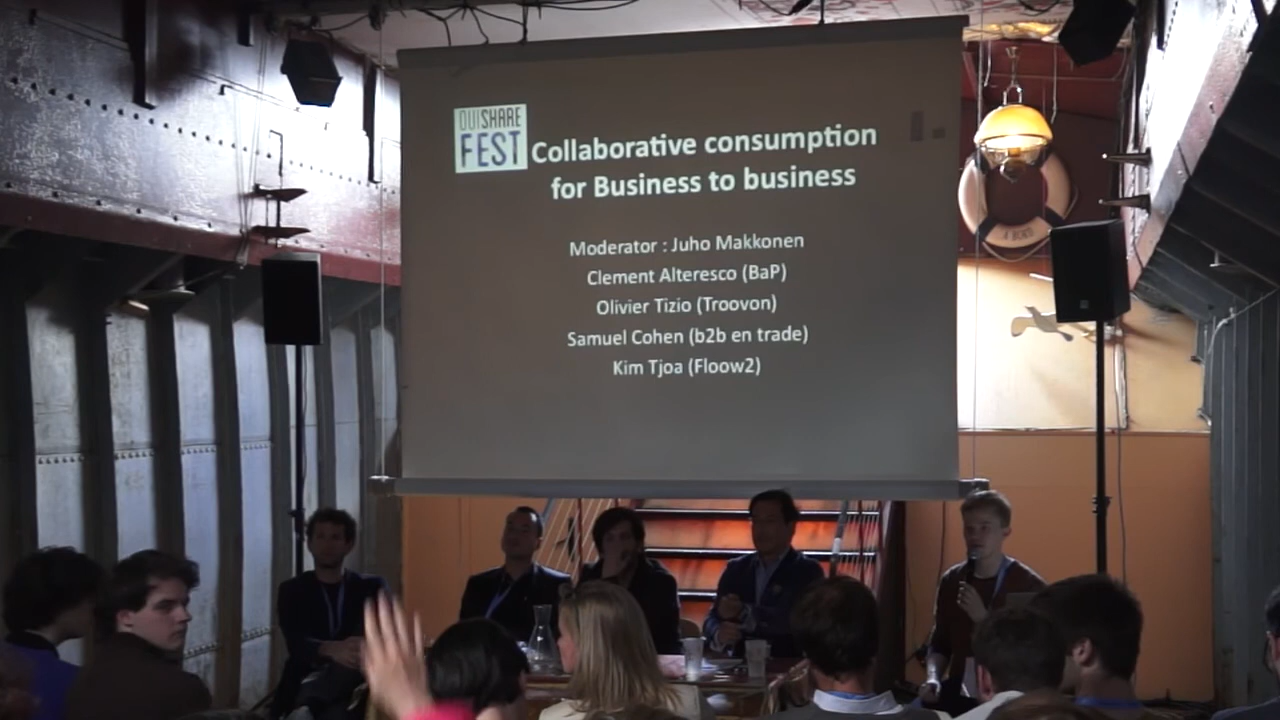 OUISHARE
FEST
Collaborative consumption
for Business to business
Moderator : Juho Makkonen
Clement Alteresco (BaP)
Olivier Tizio (Troovon)
Samuel Cohen (b2b en trade)
Kim Tjoa (Floow2)
A BORD